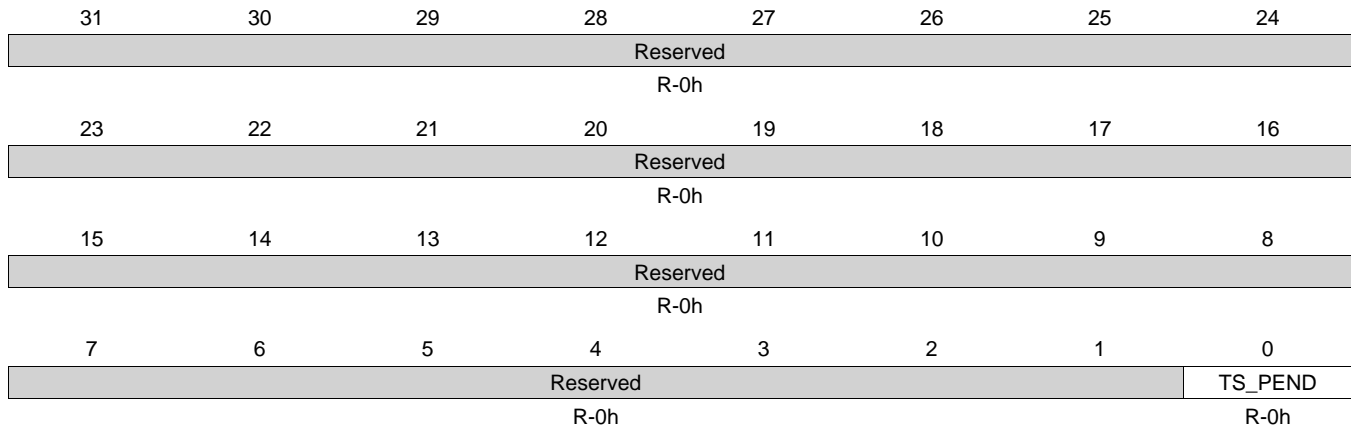 31 30 29 28 27 26 25 24
Reserved
R-0h
23 22 21 20 19 18 17 16
Reserved
R-0h
15 14 13 12 11 10 9 8
Reserved
R-0h
7 6 5 4 3 2 1 0
Reserved TS_PEND
R-0h R-0h